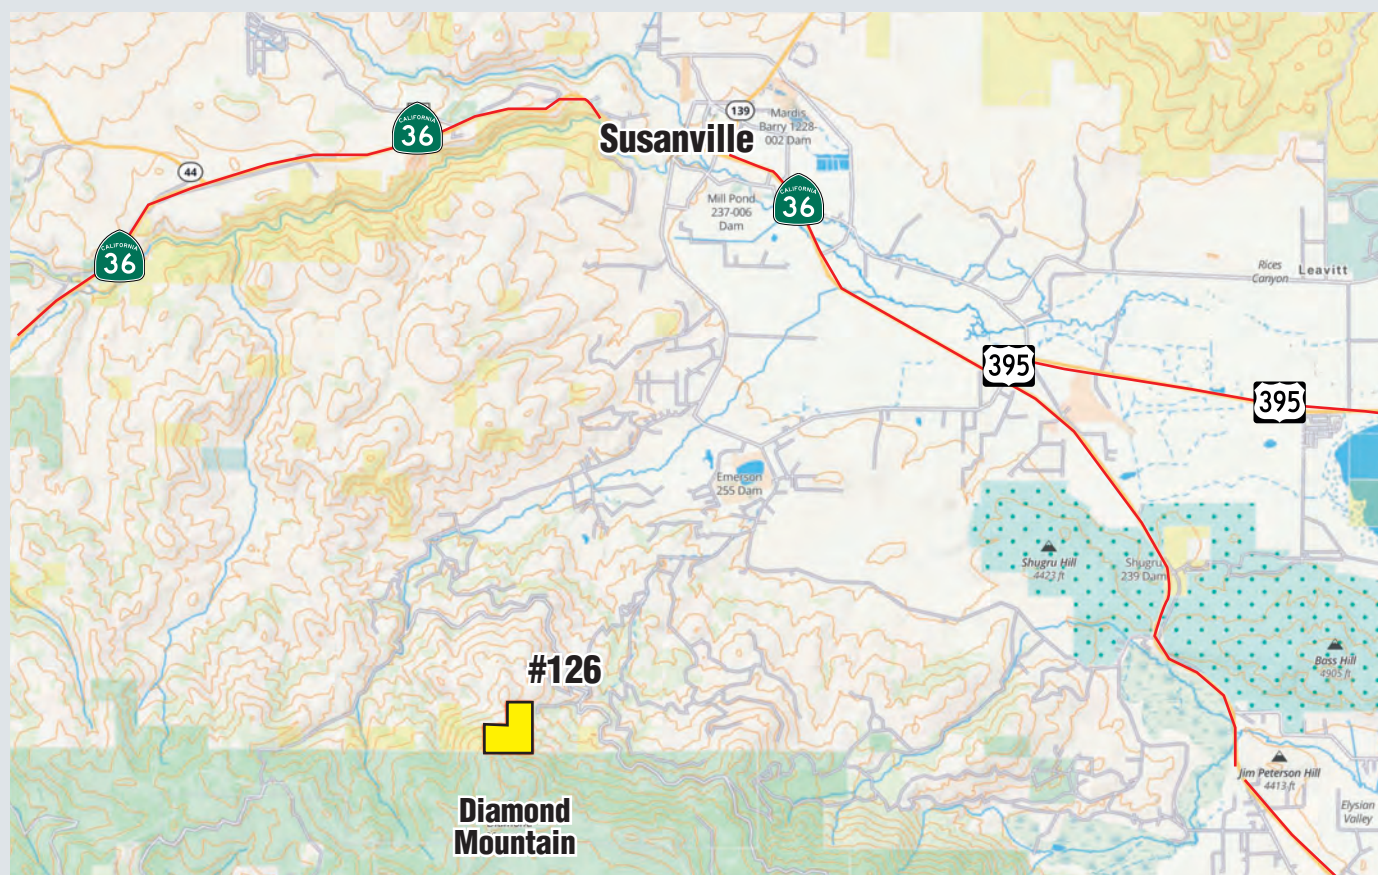 139
Mardis
Barry 1228-
002 Dam
CALIFORNIA
36
Susanville
44
Mill Pond
237-006
Dam
CALIFORNIA
36
CALIFORNIA
36
Rices
Canyon
Leavitt
395
395
Emerson
255 Dam
Shugru Hill
4423 ft
Shugru
239 Dam
Bass Hill
4905 ft
#126
Jim Peterson Hill
4413 ft
Diamond
Mountain
Elysian
Valley